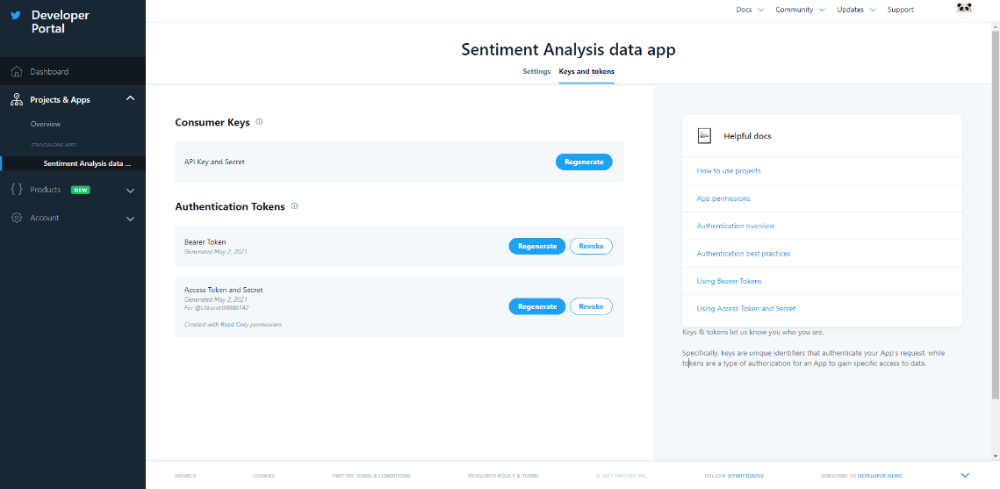 Developer
Portal
Docs
Community
Updates
Support
Dashboard
Projects & Apps
Overview
STANDALONE APPS
Sentiment Analysis data ...
Products
NEW
Account
Sentiment Analysis data app
Settings
Keys and tokens
Consumer Keys
API Key and Secret
Regenerate
Authentication Tokens
Bearer Token
Generated May 2, 2021
Regenerate
Revoke
Access Token and Secret
Generated May 2, 2021
For @Utkarsh99886142
Created with Read Only permissions
Regenerate
Revoke
Helpful docs
How to use projects
App permissions
Authentication overview
Authentication best practices
Using Bearer Tokens
Using Access Token and Secret
Keys & tokens let us know you who you are.
Specifically, keys are unique identifiers that authenticate your App's request, while
tokens are a type of authorization for an App to gain specific access to data.
PRIVACY
COOKIES
TWITTER TERMS & CONDITIONS
DEVELOPER POLICY & TERMS
© 2021 TWITTER INC.
FOLLOW @TWITTERDEV
SUBSCRIBE TO DEVELOPER NEWS